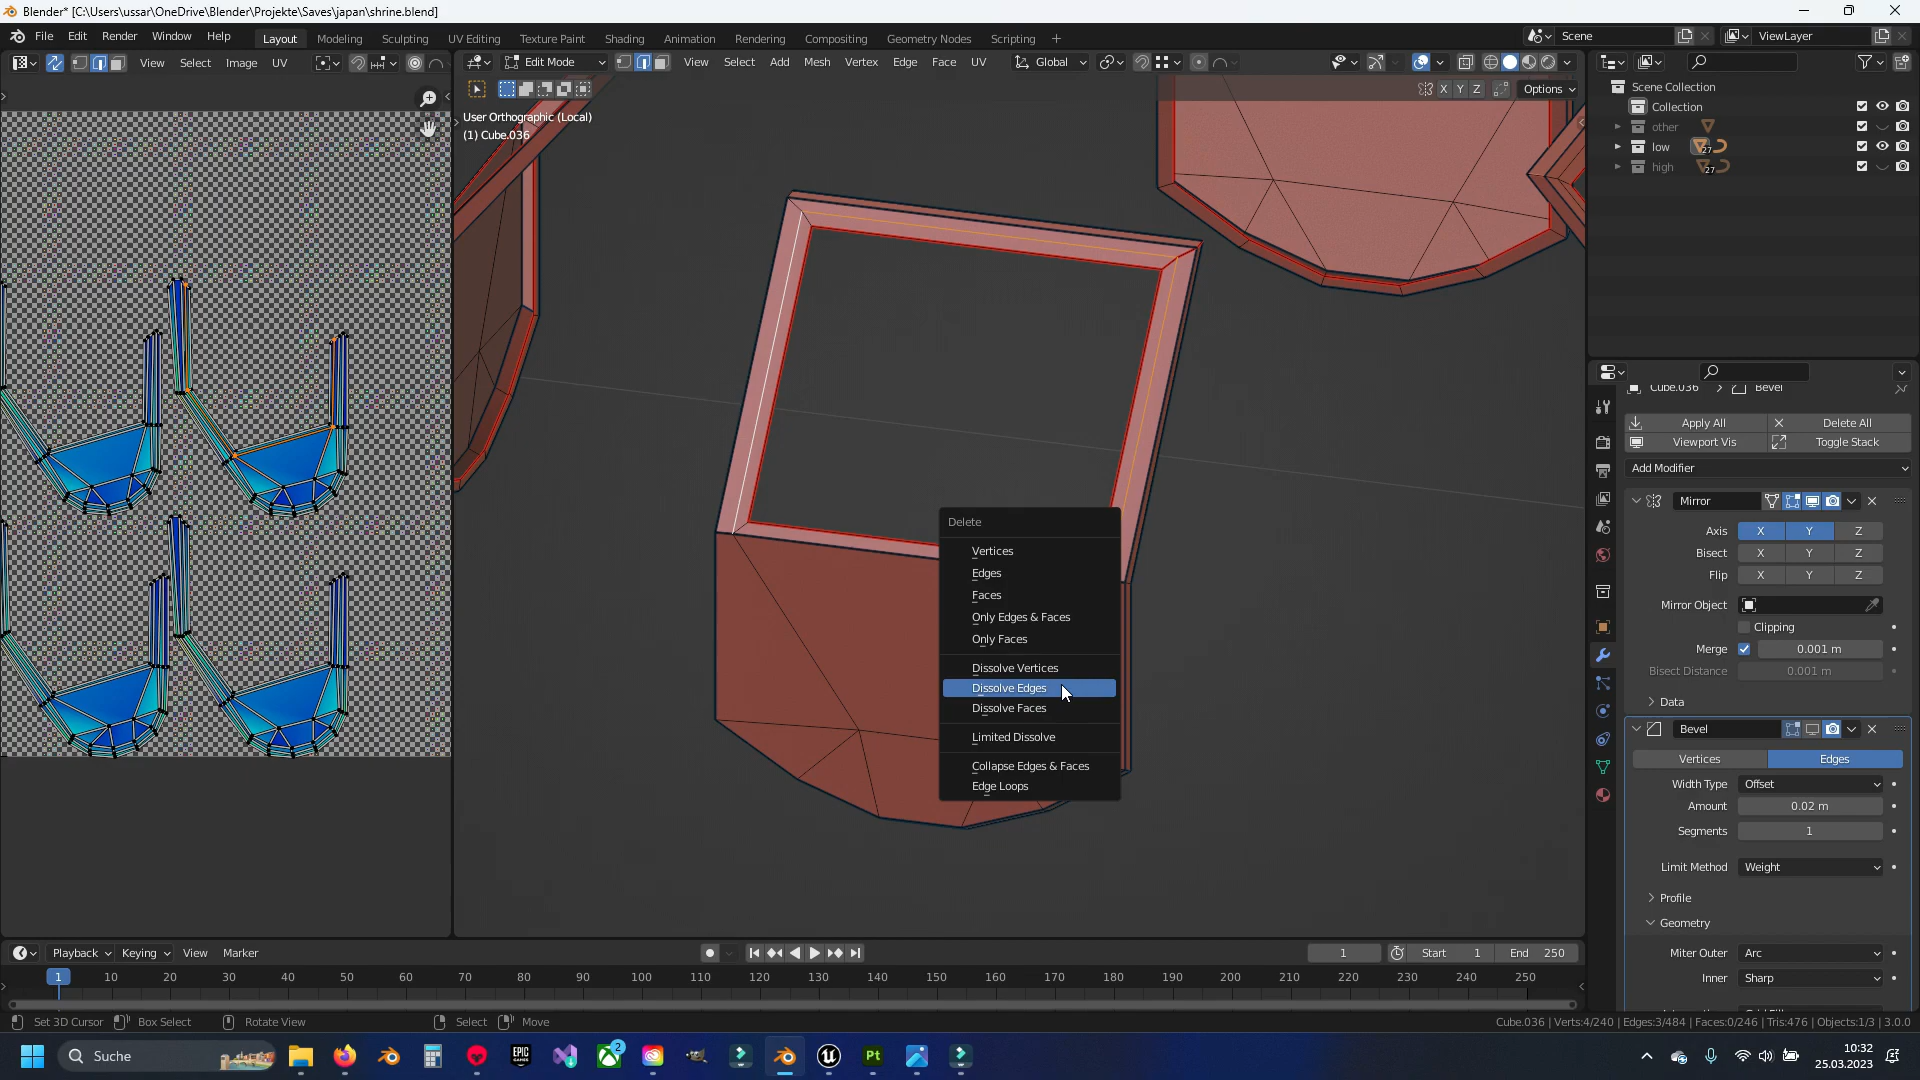 Blender* [C:\Users\ussar\OneDrive\Blender\Projekte\Saves\japan\shrine.blend]
File Edit Render Window Help Layout Modeling Sculpting UV Editing Texture Paint Shading Animation Rendering Compositing Geometry Nodes Scripting + Scene ViewLayer
View Select Image UV Edit Mode View Select Add Mesh Vertex Edge Face UV Global
X Y Z Options
User Orthographic (Local)
(1) Cube.036
Scene Collection
Collection
other
low 27
high 27
Cube.036 > Bevel
Apply All Delete All
Viewport Vis Toggle Stack
Add Modifier
Mirror
Axis X Y Z
Bisect X Y Z
Flip X Y Z
Mirror Object
Clipping
Merge 0.001 m
Bisect Distance 0.001 m
Data
Bevel
Vertices Edges
Width Type Offset
Amount 0.02 m
Segments 1
Limit Method Weight
Profile
Geometry
Miter Outer Arc
Inner Sharp
Delete
Vertices
Edges
Faces
Only Edges & Faces
Only Faces
Dissolve Vertices
Dissolve Edges
Dissolve Faces
Limited Dissolve
Collapse Edges & Faces
Edge Loops
Playback Keying View Marker 1 Start 1 End 250
1 10 20 30 40 50 60 70 80 90 100 110 120 130 140 150 160 170 180 190 200 210 220 230 240 250
Set 3D Cursor Box Select Rotate View Select Move Cube.036 | Verts:4/240 | Edges:3/484 | Faces:0/246 | Tris:476 | Objects:1/3 | 3.0.0
Suche EPIC GAMES 2 Pt 10:32
25.03.2023